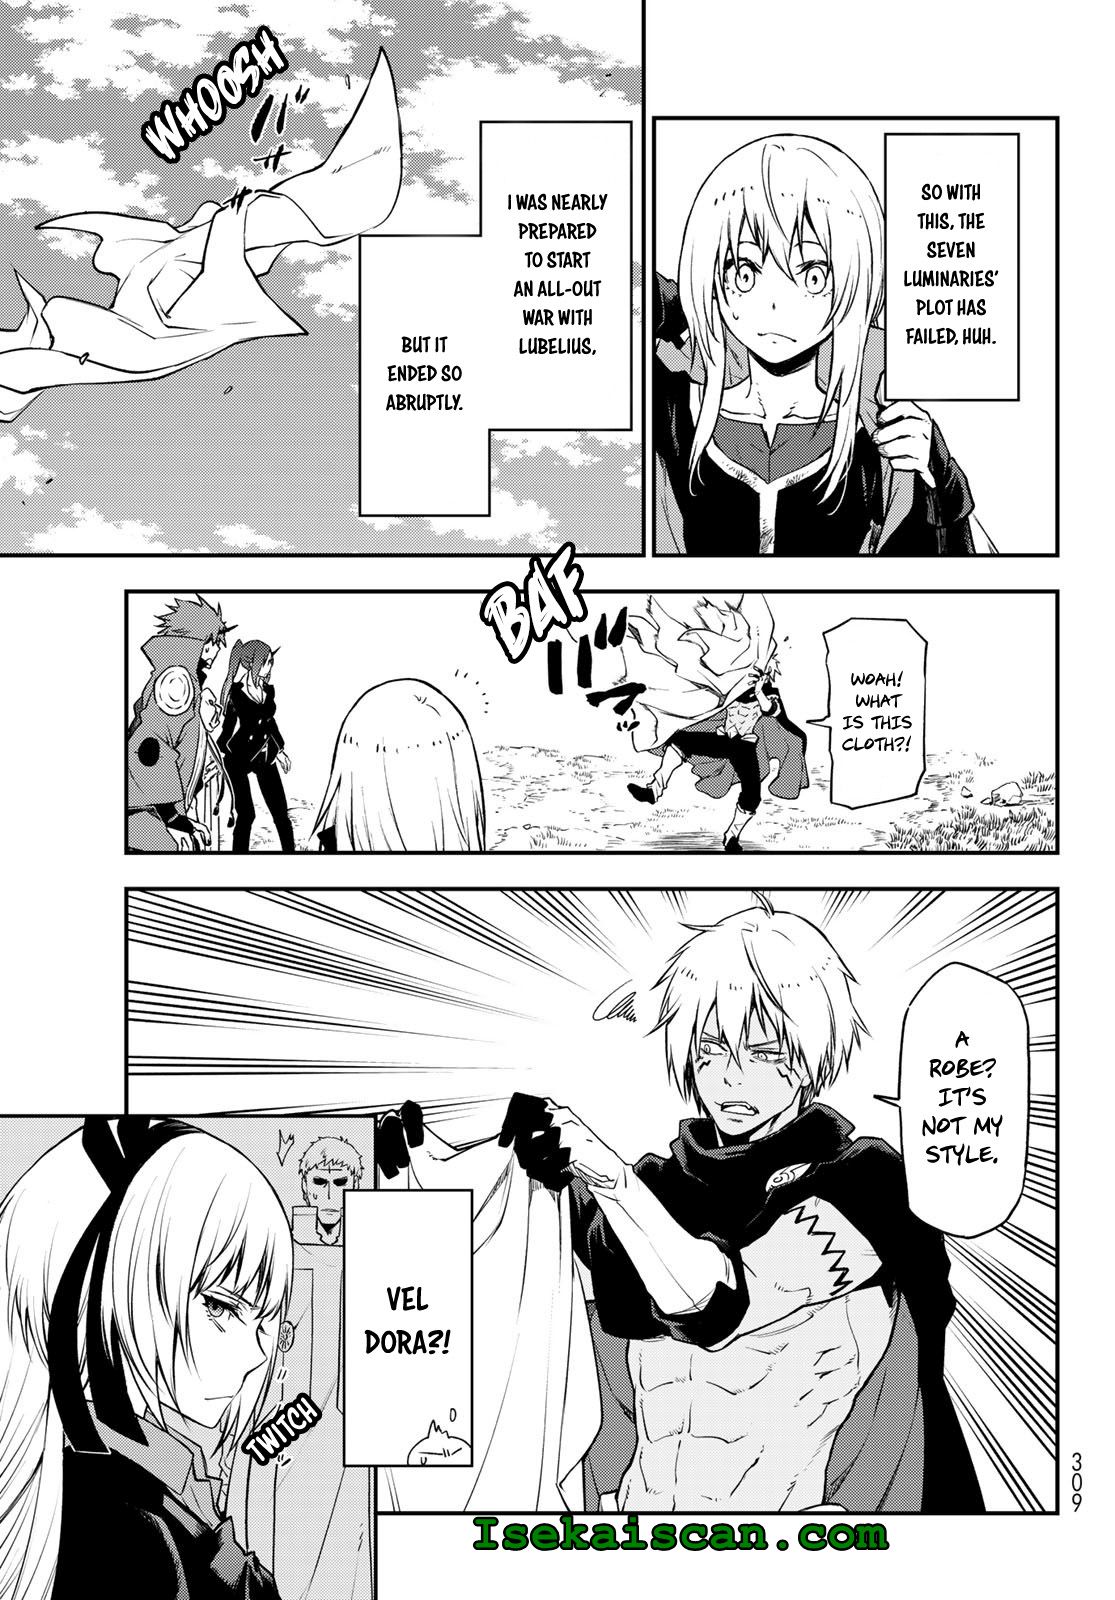 SO WITH
THIS, THE
SEVEN
LUMINARIES'
PLOT HAS
FAILED, HUH.
WHOOSH
I WAS NEARLY
PREPARED
TO START
AN ALL-OUT
WAR WITH
LUBELIUS,
BUT IT
ENDED SO
ABRUPTLY.
BAF
WOAH!
WHAT
IS THIS
CLOTH?!
A
ROBE?
IT'S
NOT MY
STYLE.
VEL
DORA?!
TWITCH
309
Isekaiscan.com